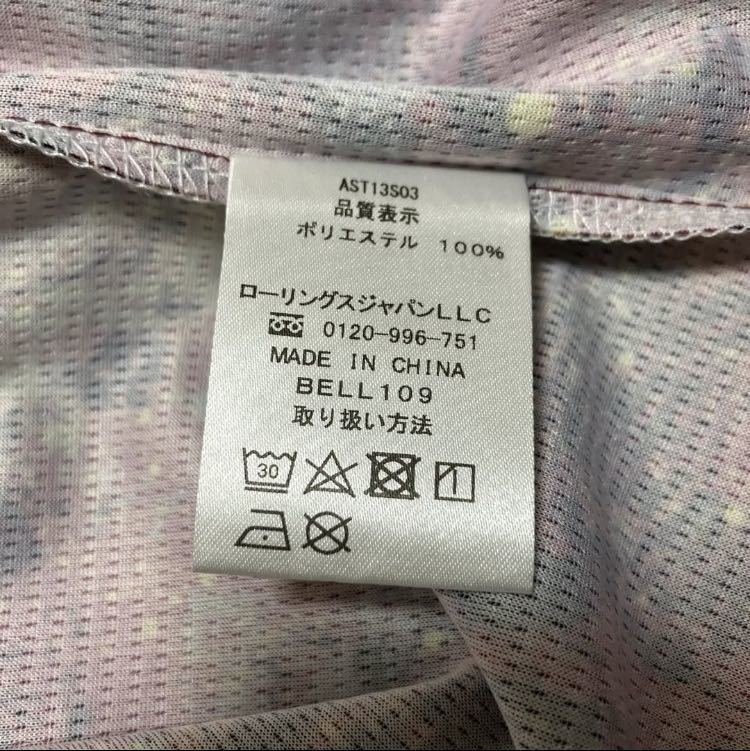 AST13S03
品質表示
ポリエステル 100%
ローリングスジャパンLLC
0120-996-751
MADE IN CHINA
BELL109
取り扱い方法
30